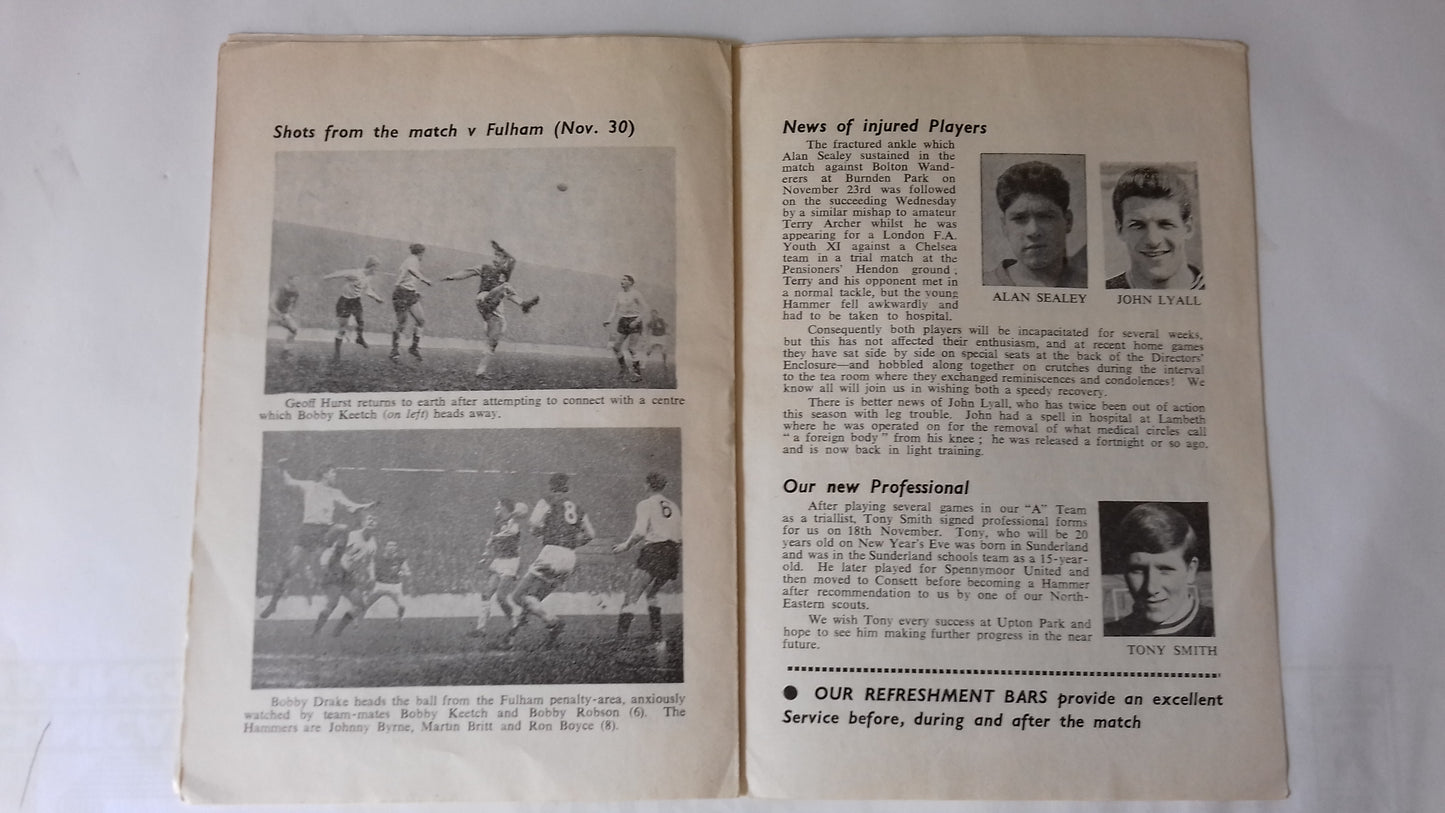 Shots from the match v Fulham (Nov. 30)
Geoff Hurst returns to earth after attempting to connect with a centre
which Bobby Keetch (on left) heads away.
8
6
Bobby Drake heads the ball from the Fulham penalty-area, anxiously
watched by team-mates Bobby Keetch and Bobby Robson (6). The
Hammers are Johnny Byrne, Martin Britt and Ron Boyce (8).
News of injured Players
The fractured ankle which
Alan Sealey sustained in the
match against Bolton Wand-
erers at Burnden Park on
November 23rd was followed
on the succeeding Wednesday
by a similar mishap to amateur
Terry Archer whilst he was
appearing for a London F.A.
Youth XI against a Chelsea
team in a trial match at the
Pensioners' Hendon ground;
Terry and his opponent met in
a normal tackle, but the young
Hammer fell awkwardly and
had to be taken to hospital.
ALAN SEALEY
JOHN LYALL
Consequently both players will be incapacitated for several weeks,
but this has not affected their enthusiasm, and at recent home games
they have sat side by side on special seats at the back of the Directors'
Enclosure—and hobbled along together on crutches during the interval
to the tea room where they exchanged reminiscences and condolences! We
know all will join us in wishing both a speedy recovery.
There is better news of John Lyall, who has twice been out of action
this season with leg trouble. John had a spell in hospital at Lambeth
where he was operated on for the removal of what medical circles call
"a foreign body" from his knee; he was released a fortnight or so ago,
and is now back in light training.
Our new Professional
After playing several games in our "A" Team
as a triallist, Tony Smith signed professional forms
for us on 18th November. Tony, who will be 20
years old on New Year's Eve was born in Sunderland
and was in the Sunderland schools team as a 15-year-
old. He later played for Spennymoor United and
then moved to Consett before becoming a Hammer
after recommendation to us by one of our North-
Eastern scouts.
We wish Tony every success at Upton Park and
hope to see him making further progress in the near
future.
TONY SMITH
● OUR REFRESHMENT BARS provide an excellent
Service before, during and after the match